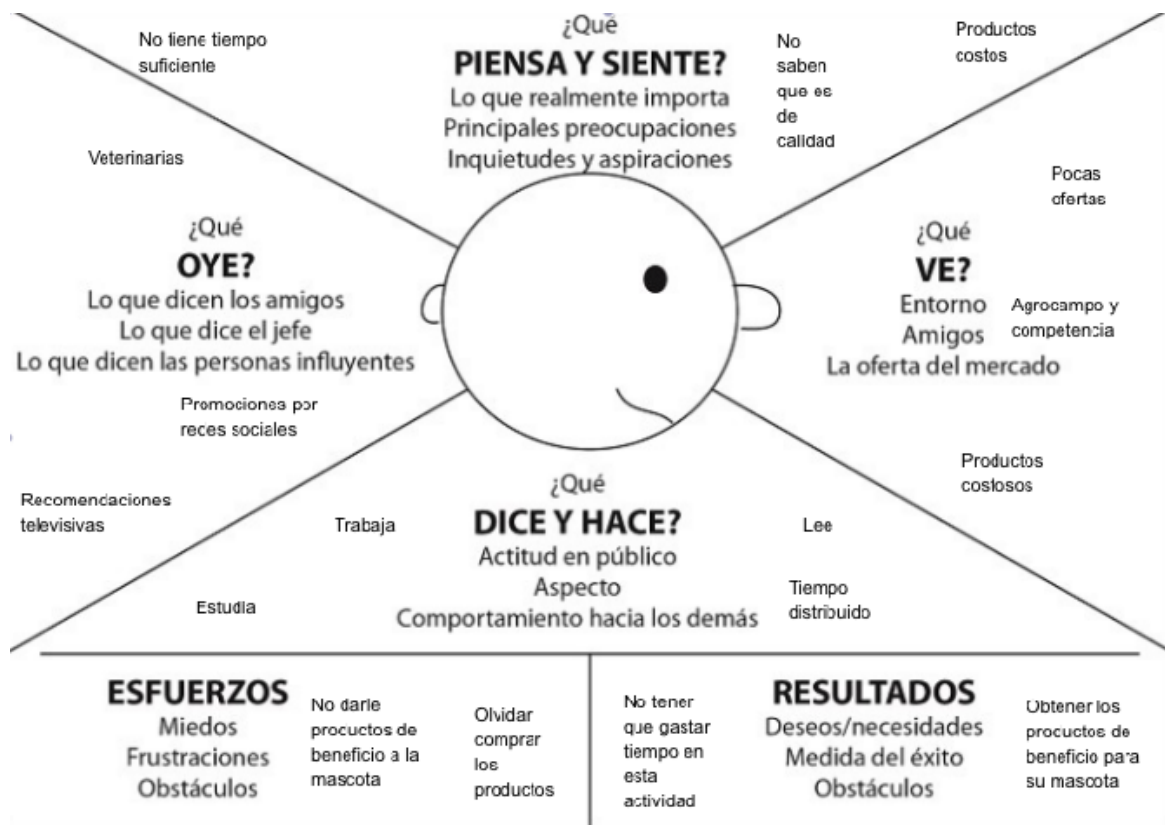 ¿Qué
PIENSA Y SIENTE?
Lo que realmente importa
Principales preocupaciones
Inquietudes y aspiraciones
No tiene tiempo
suficiente
No
saben
que es
de
calidad
Productos
costos
Veterinarias
¿Qué
OYE?
Lo que dicen los amigos
Lo que dice el jefe
Lo que dicen las personas influyentes
Promociones por
reces sociales
Recomendaciones
televisivas
Pocas
ofertas
¿Qué
VE?
Entorno
Amigos
La oferta del mercado
Agrocampo y
competencia
Productos
costosos
¿Qué
DICE Y HACE?
Actitud en público
Aspecto
Comportamiento hacia los demás
Trabaja
Estudia
Lee
Tiempo
distribuido
ESFUERZOS
Miedos
Frustraciones
Obstáculos
No darle
productos de
beneficio a la
mascota
Olvidar
comprar
los
productos
No tener
que gastar
tiempo en
esta
actividad
RESULTADOS
Deseos/necesidades
Medida del éxito
Obstáculos
Obtener los
productos de
beneficio para
su mascota